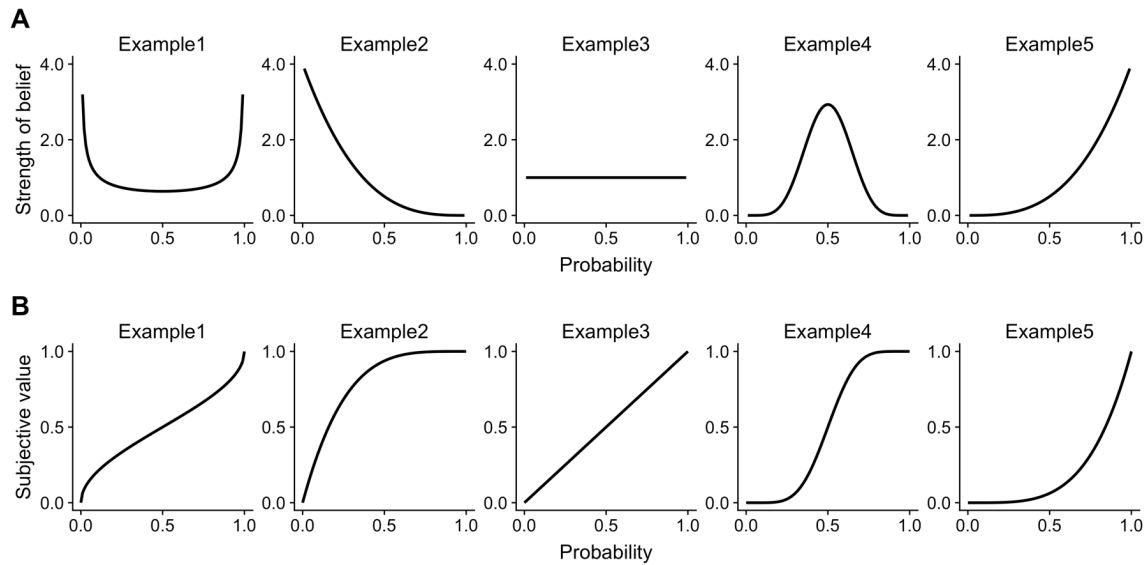 A
Example1 Example2 Example3 Example4 Example5
Strength of belief
4.0 4.0 4.0 4.0 4.0
2.0 2.0 2.0 2.0 2.0
0.0 0.0 0.0 0.0 0.0
0.0 0.5 1.0 0.0 0.5 1.0 0.0 0.5 1.0 0.0 0.5 1.0 0.0 0.5 1.0
Probability
B
Example1 Example2 Example3 Example4 Example5
Subjective value
1.0 1.0 1.0 1.0 1.0
0.5 0.5 0.5 0.5 0.5
0.0 0.0 0.0 0.0 0.0
0.0 0.5 1.0 0.0 0.5 1.0 0.0 0.5 1.0 0.0 0.5 1.0 0.0 0.5 1.0
Probability